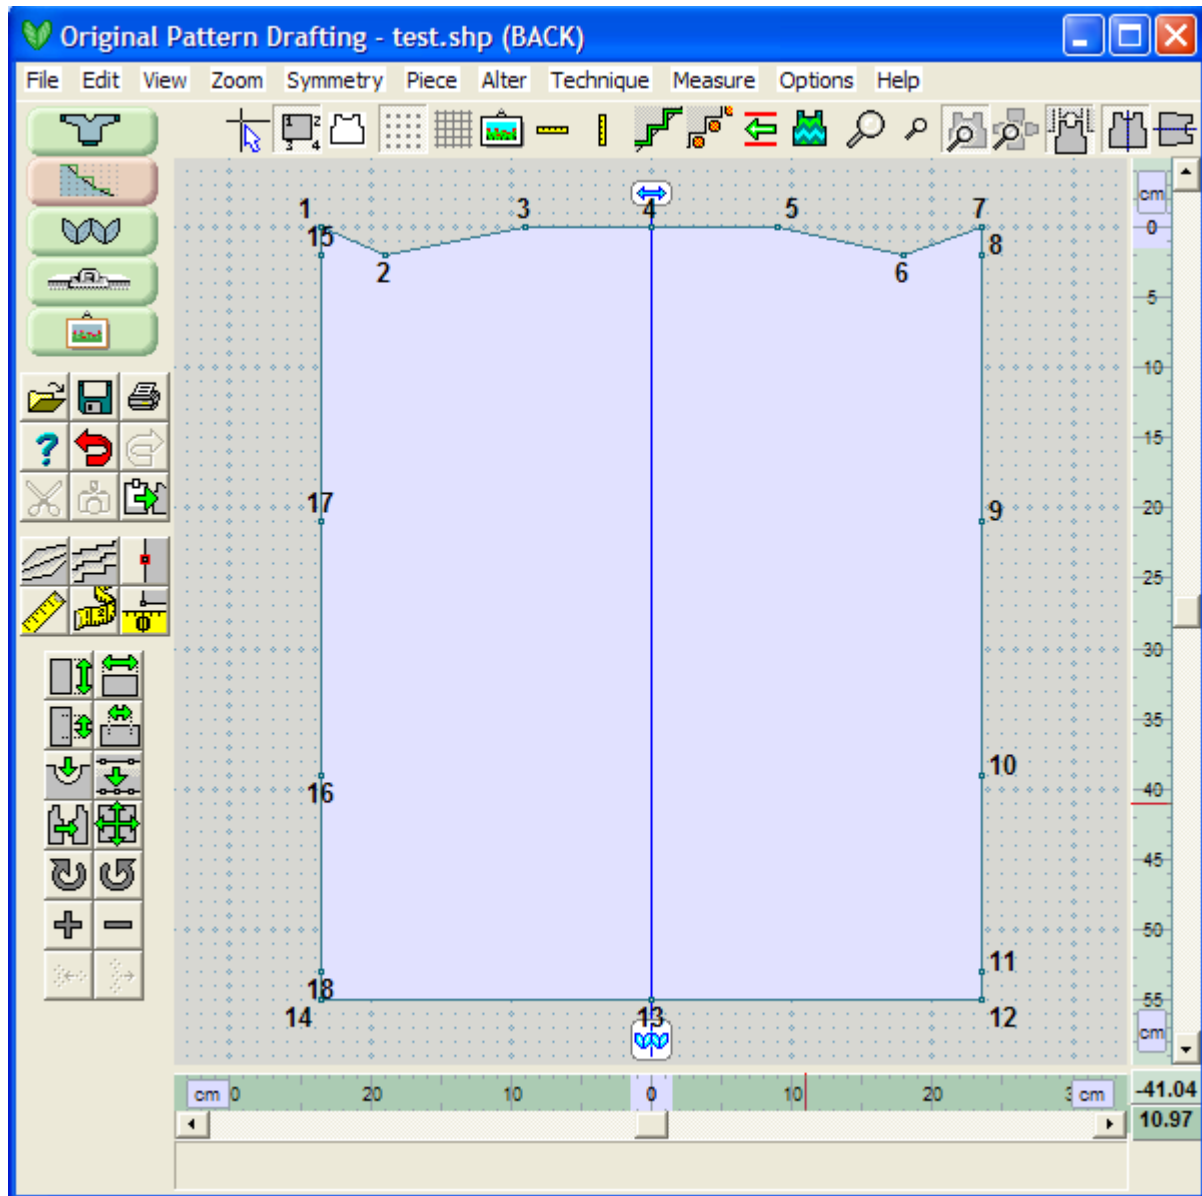 Original Pattern Drafting - test.shp (BACK)
File Edit View Zoom Symmetry Piece Alter Technique Measure Options Help
cm
1 3 4 5 7
0
15 8
2 6
5
10
15
17 9 20
25
30
35
10
16 40
45
50
11
18 55
14 13 12
cm
cm 0 20 10 0 10 20 3 cm -41.04
10.97